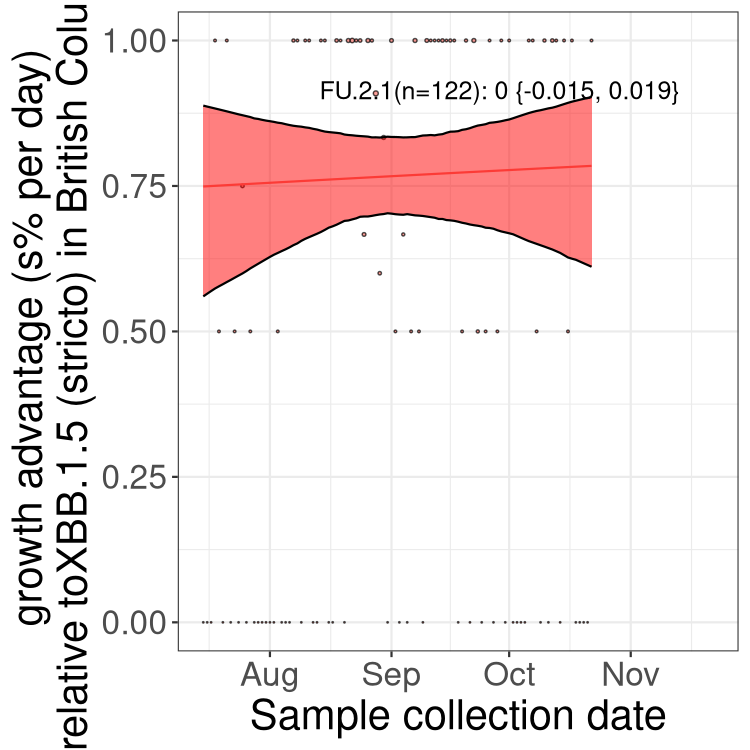 growth advantage (s% per day)
relative toXBB.1.5 (stricto) in British Colu
1.00
0.75
0.50
0.25
0.00
FU.2.1(n=122): 0 {-0.015, 0.019}
Aug Sep Oct Nov
Sample collection date